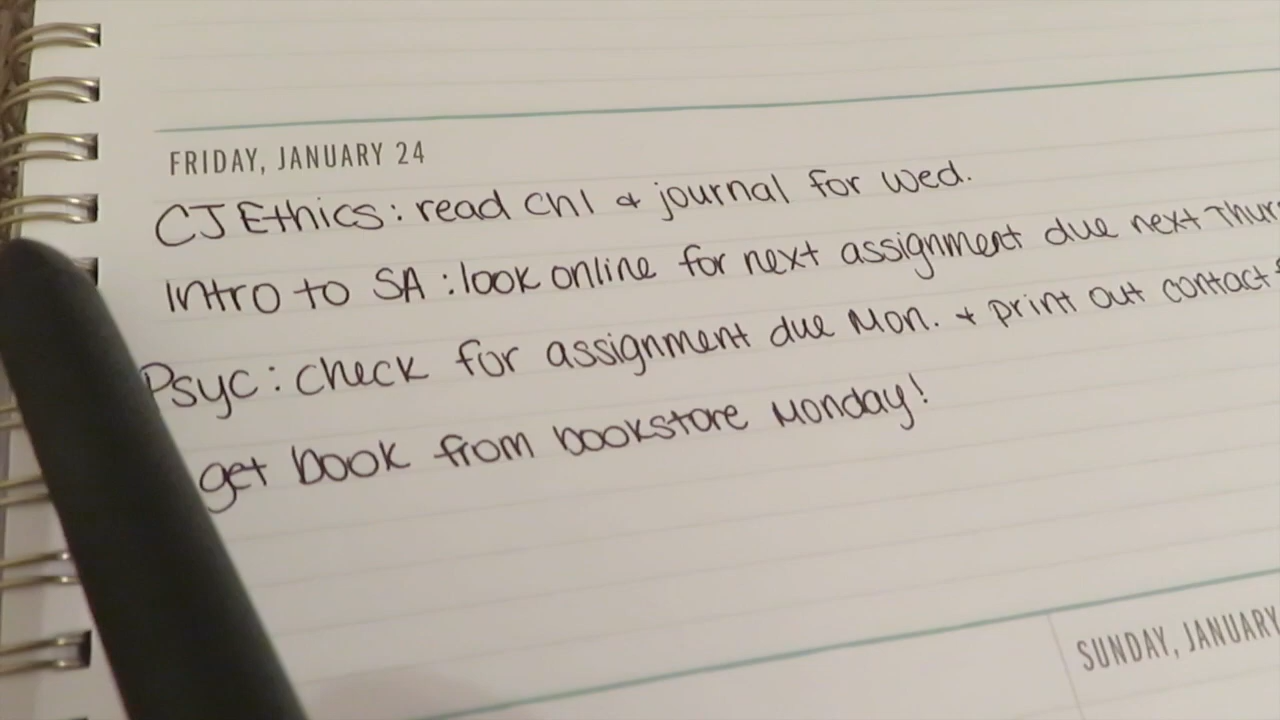 FRIDAY, JANUARY 24
CJ Ethics: read Ch1 & journal for Wed.
Intro to SA: look online for next assignment due next Thurs
Psyc: check for assignment due Mon. + print out contact
get book from bookstore Monday!
SUNDAY, JANUARY